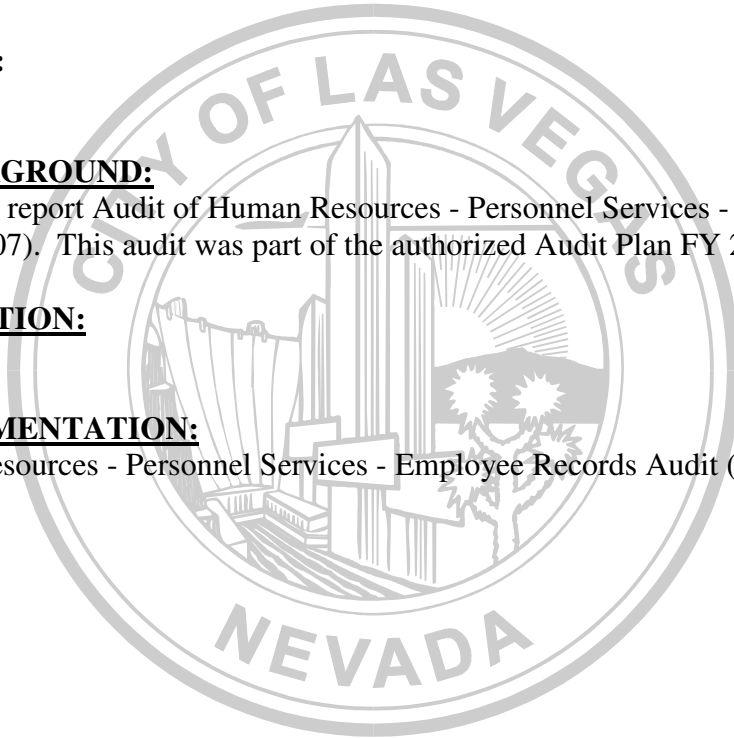 :
GROUND:
report Audit of Human Resources - Personnel Services -
07). This audit was part of the authorized Audit Plan FY 2
TION:
MENTATION:
esources - Personnel Services - Employee Records Audit (
CITY OF LAS VEGAS
NEVADA